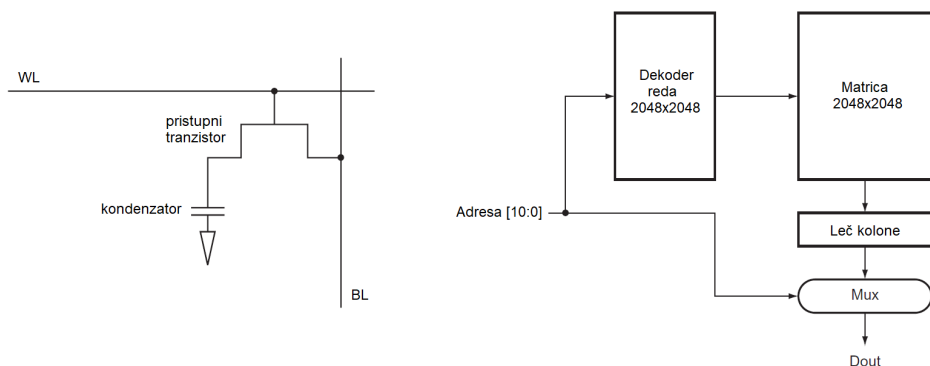 WL
pristupni
tranzistor
kondenzator
BL
Dekoder
reda
2048x2048
Matrica
2048x2048
Adresa [10:0]
Leč kolone
Mux
Dout